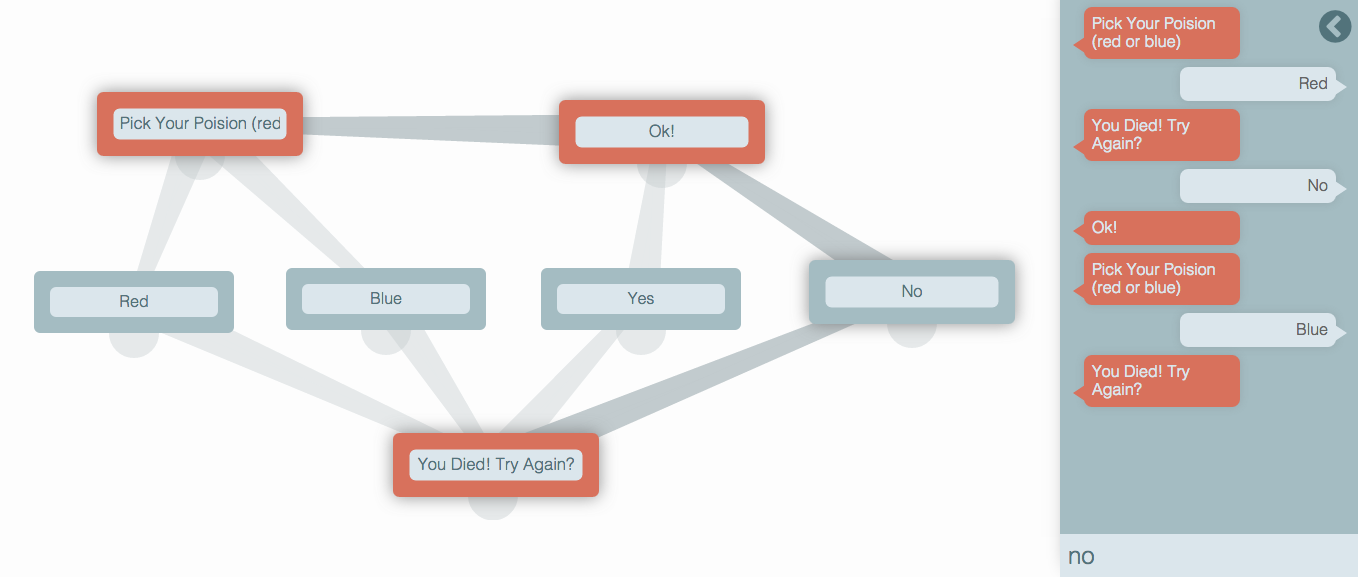 Pick Your Poision (red
Ok!
Red
Blue
Yes
No
You Died! Try Again?
Pick Your Poision
(red or blue)
Red
You Died! Try
Again?
No
Ok!
Pick Your Poision
(red or blue)
Blue
You Died! Try
Again?
no